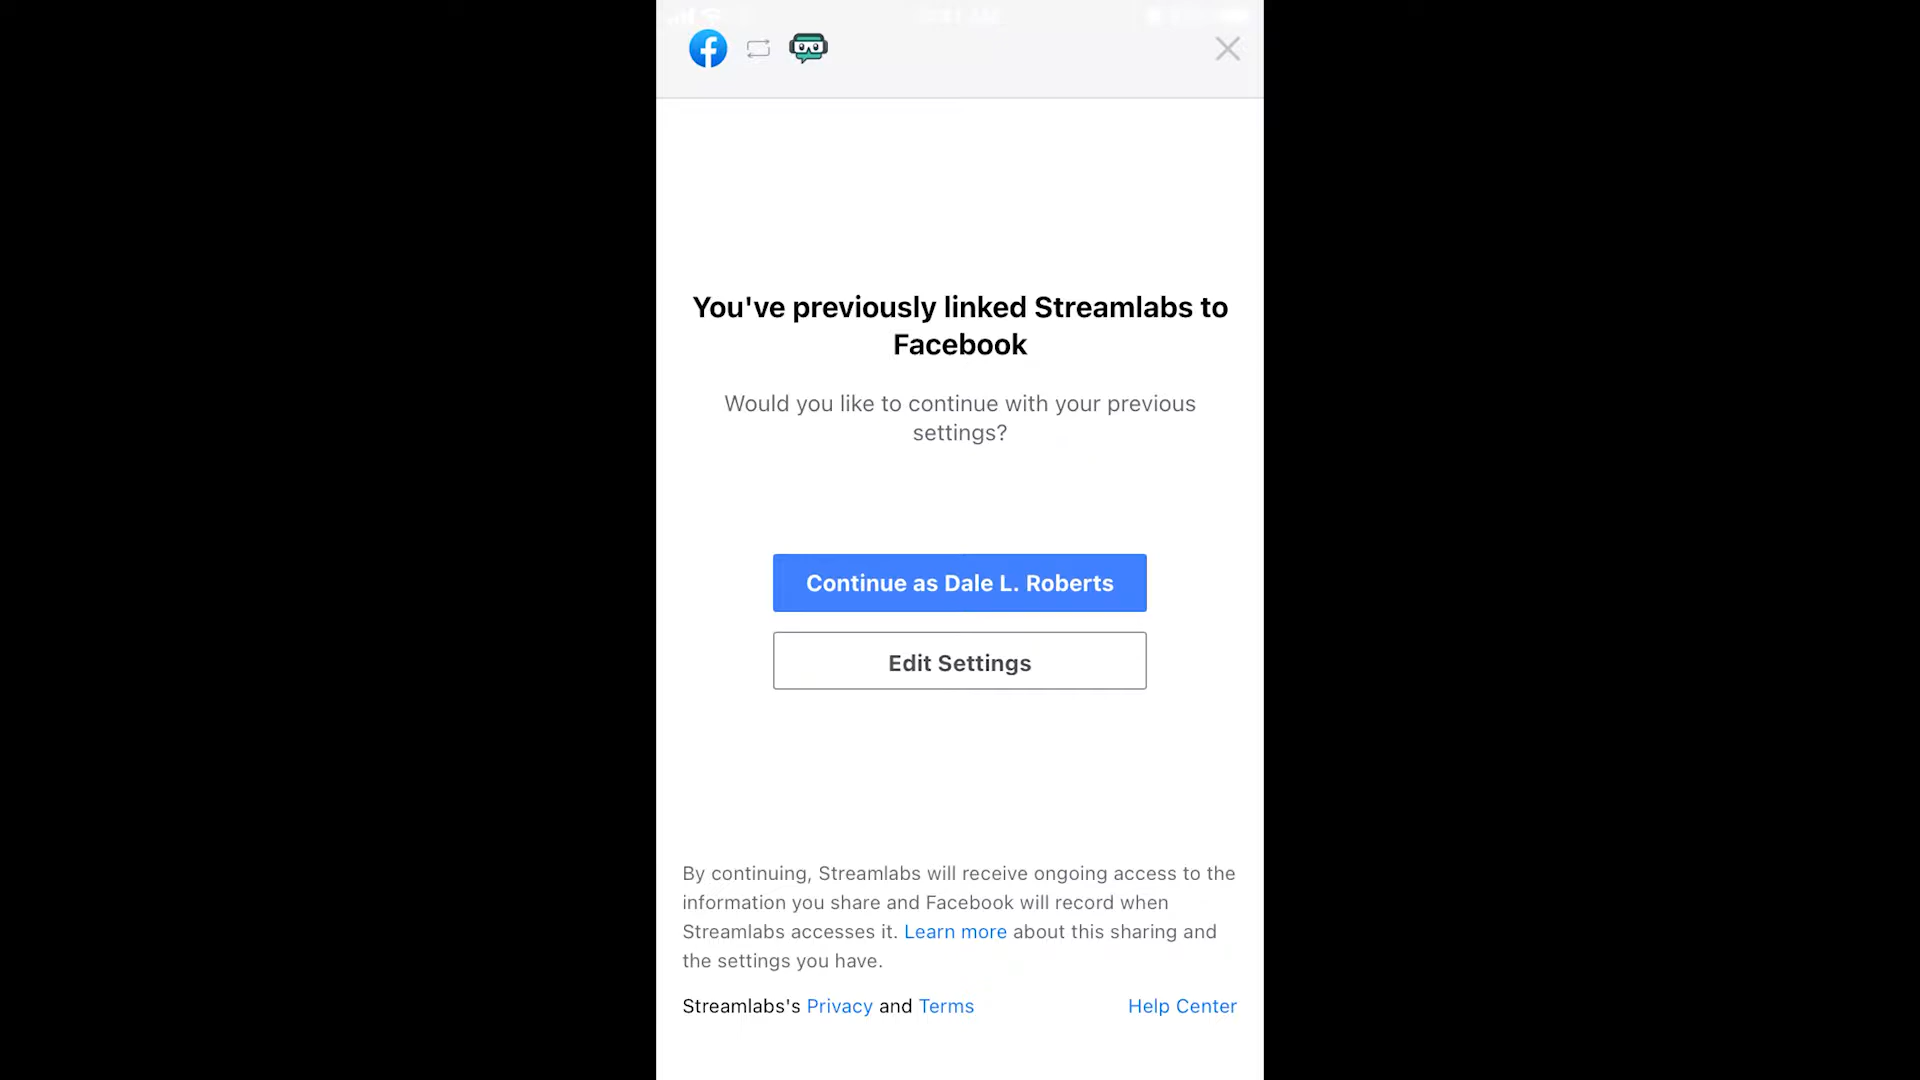 You've previously linked Streamlabs to
Facebook
Would you like to continue with your previous
settings?
Continue as Dale L. Roberts
Edit Settings
By continuing, Streamlabs will receive ongoing access to the
information you share and Facebook will record when
Streamlabs accesses it. Learn more about this sharing and
the settings you have.
Streamlabs's Privacy and Terms
Help Center